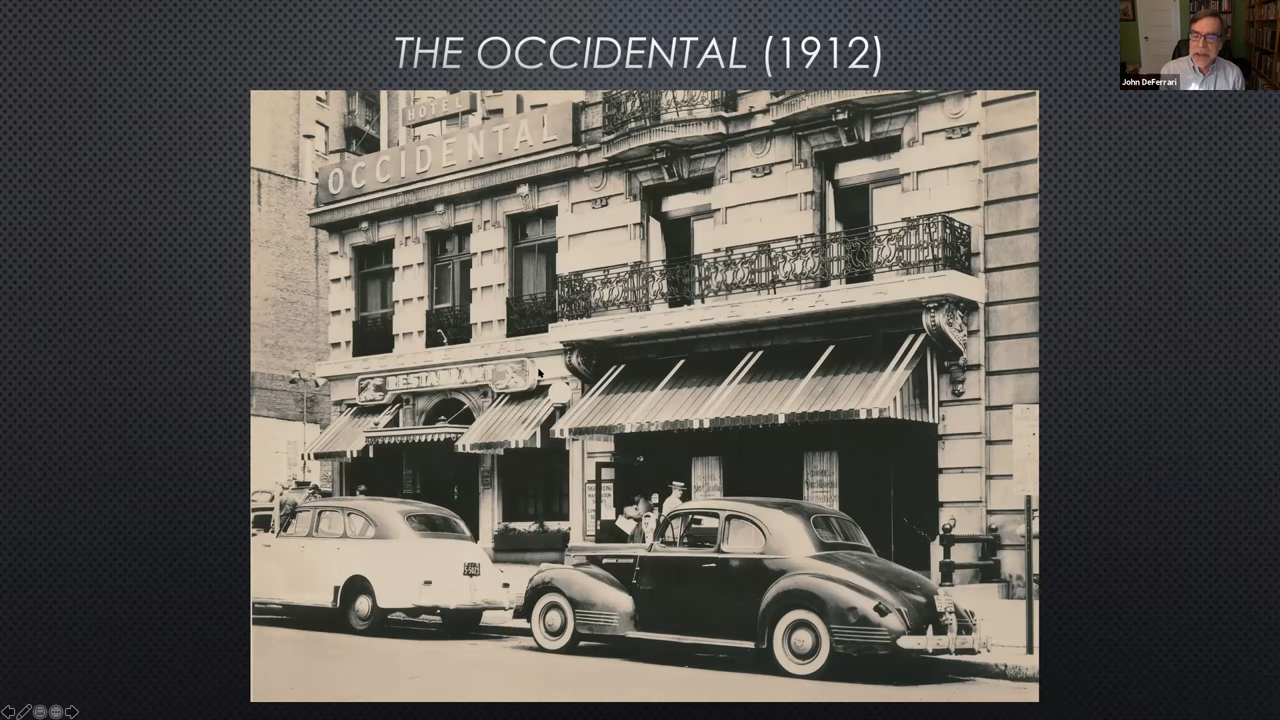 THE OCCIDENTAL (1912)
John DeFerrari
HOTEL
OCCIDENTAL
RESTAURANT